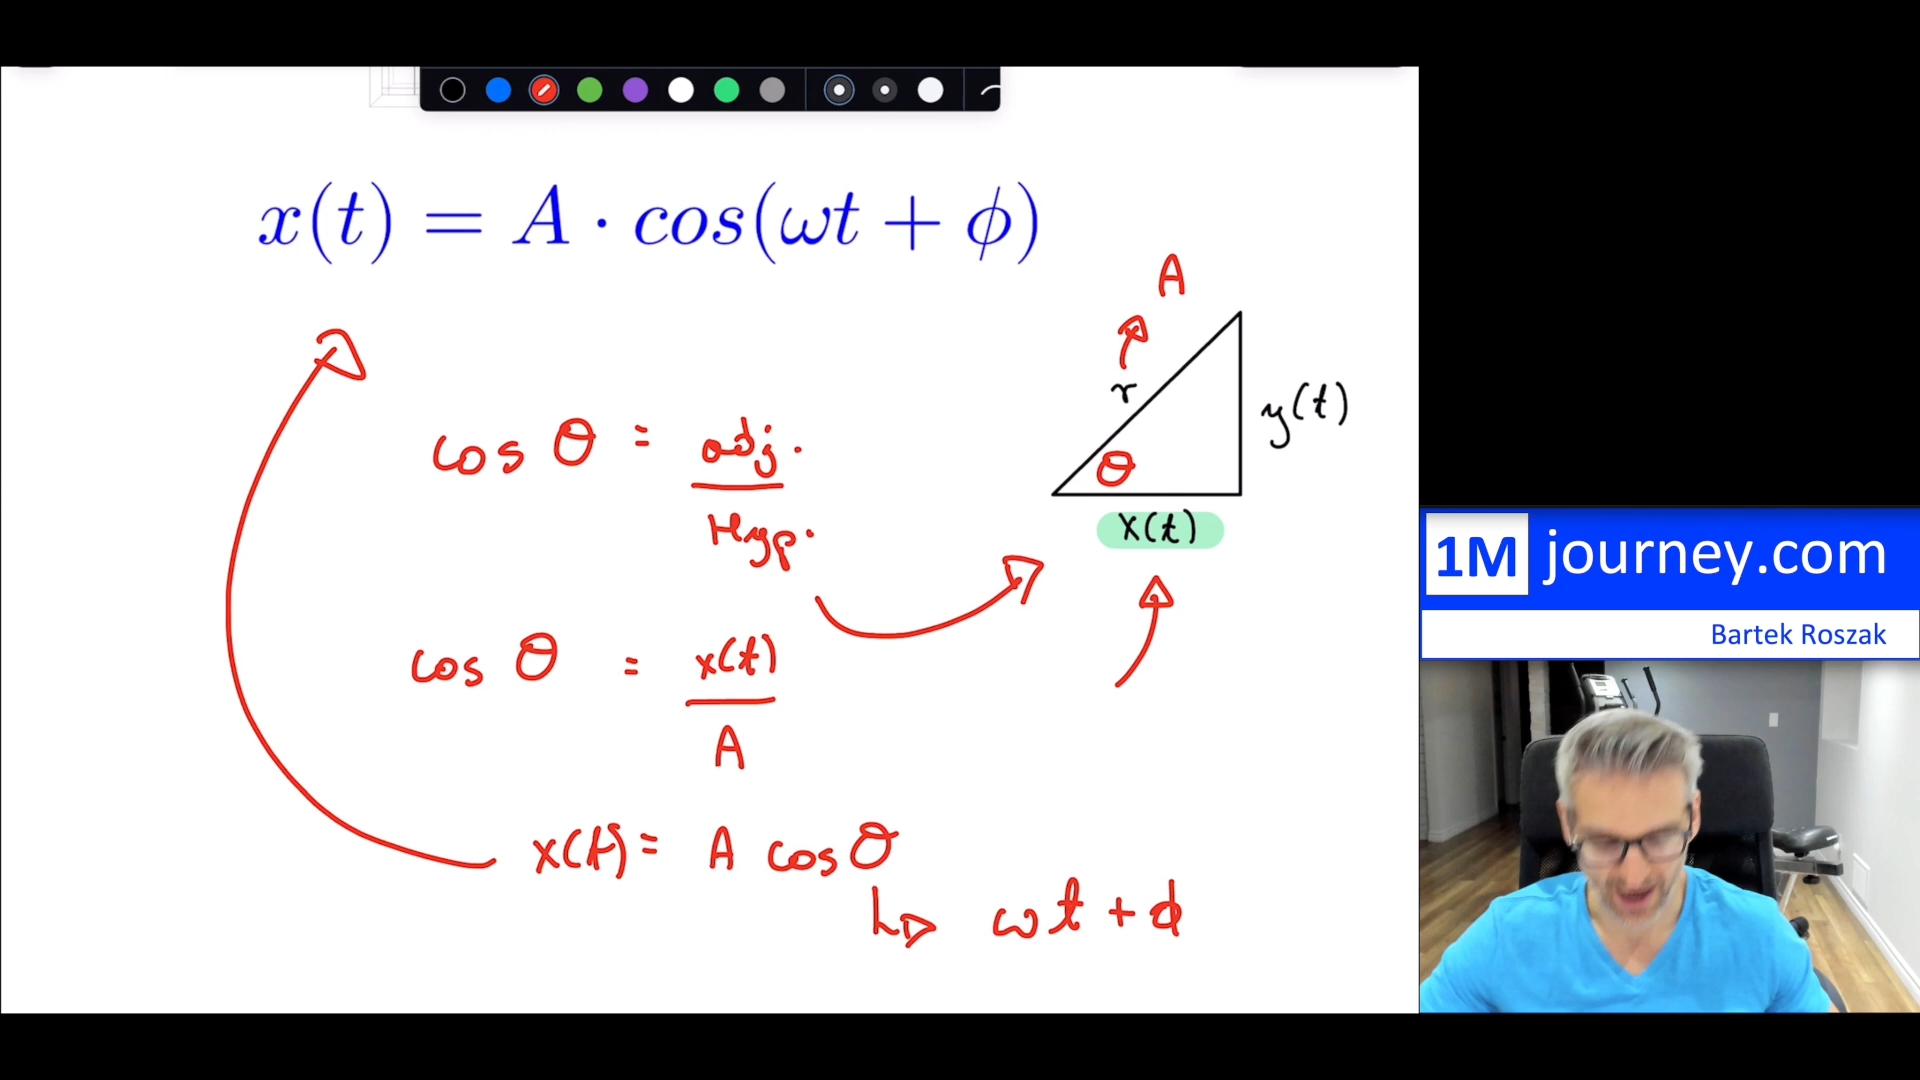 x(t) = A · cos(ωt + ϕ)
A
r
y(t)
θ
x(t)
cos θ = adj.
Hyp.
cos θ = x(t)
A
x(t) = A cos θ
ωt + ϕ
1M journey.com
Bartek Roszak